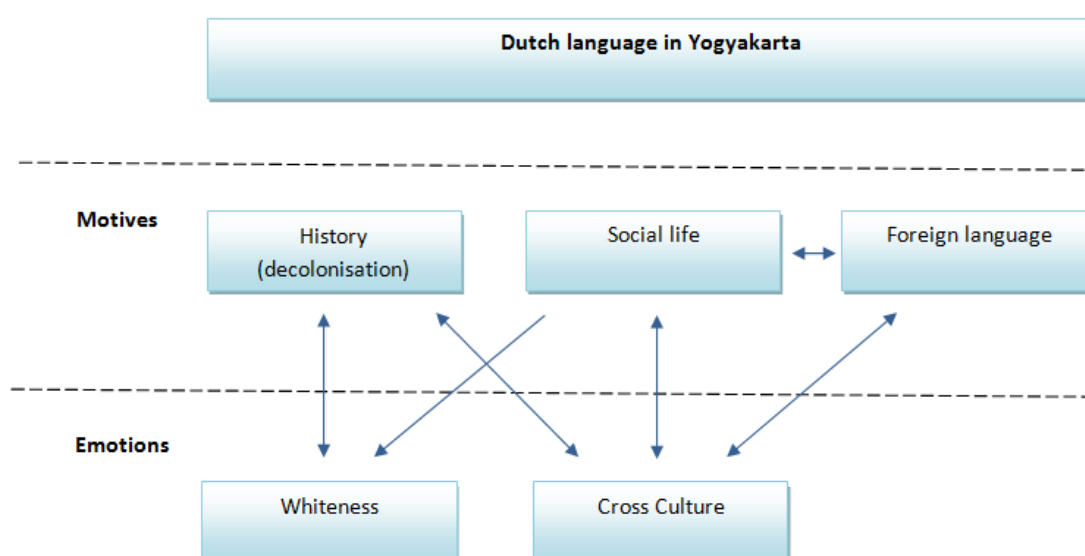 Dutch language in Yogyakarta
Motives
History
(decolonisation)
Social life
Foreign language
Emotions
Whiteness
Cross Culture